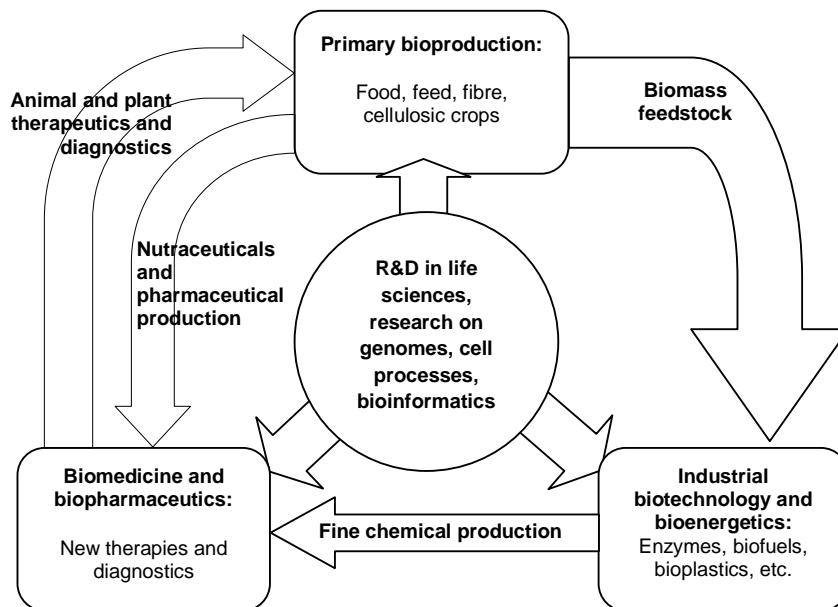 Primary bioproduction:
Food, feed, fibre,
cellulosic crops
Animal and plant
therapeutics and
diagnostics
Biomass
feedstock
Nutraceuticals
and
pharmaceutical
production
R&D in life
sciences,
research on
genomes, cell
processes,
bioinformatics
Biomedicine and
biopharmaceutics:
New therapies and
diagnostics
Fine chemical production
Industrial
biotechnology and
bioenergetics:
Enzymes, biofuels,
bioplastics, etc.